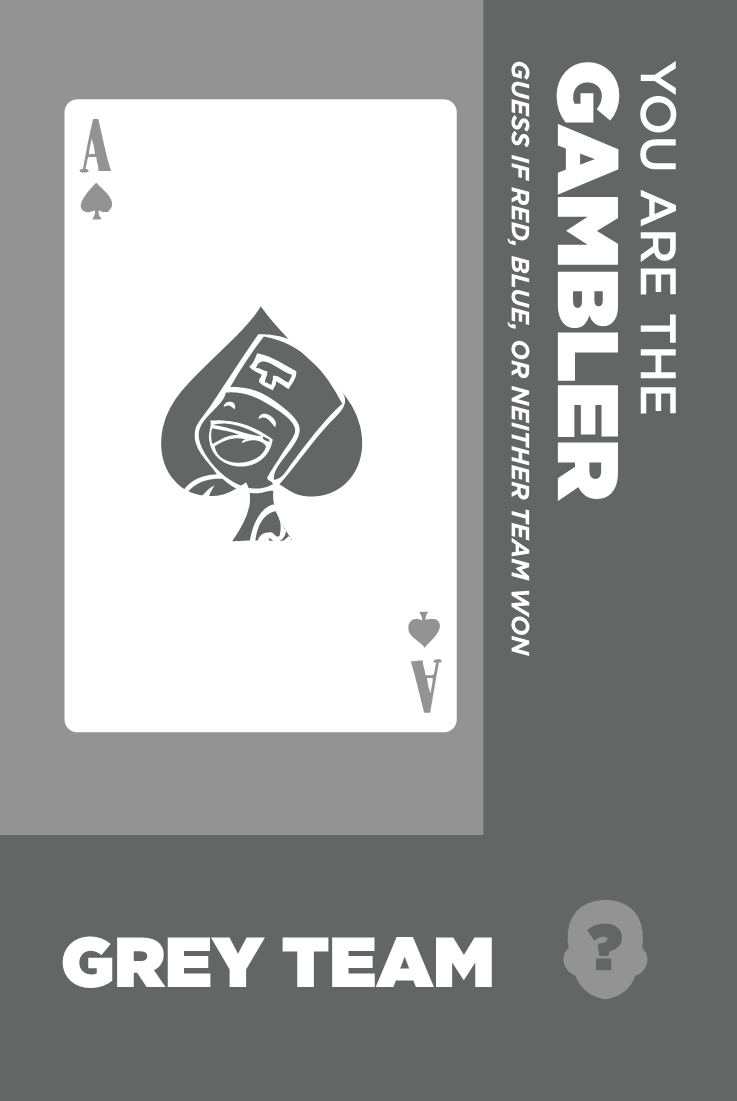 YOU ARE THE
GAMBLER
GUESS IF RED, BLUE, OR NEITHER TEAM WON
A
A
GREY TEAM
?